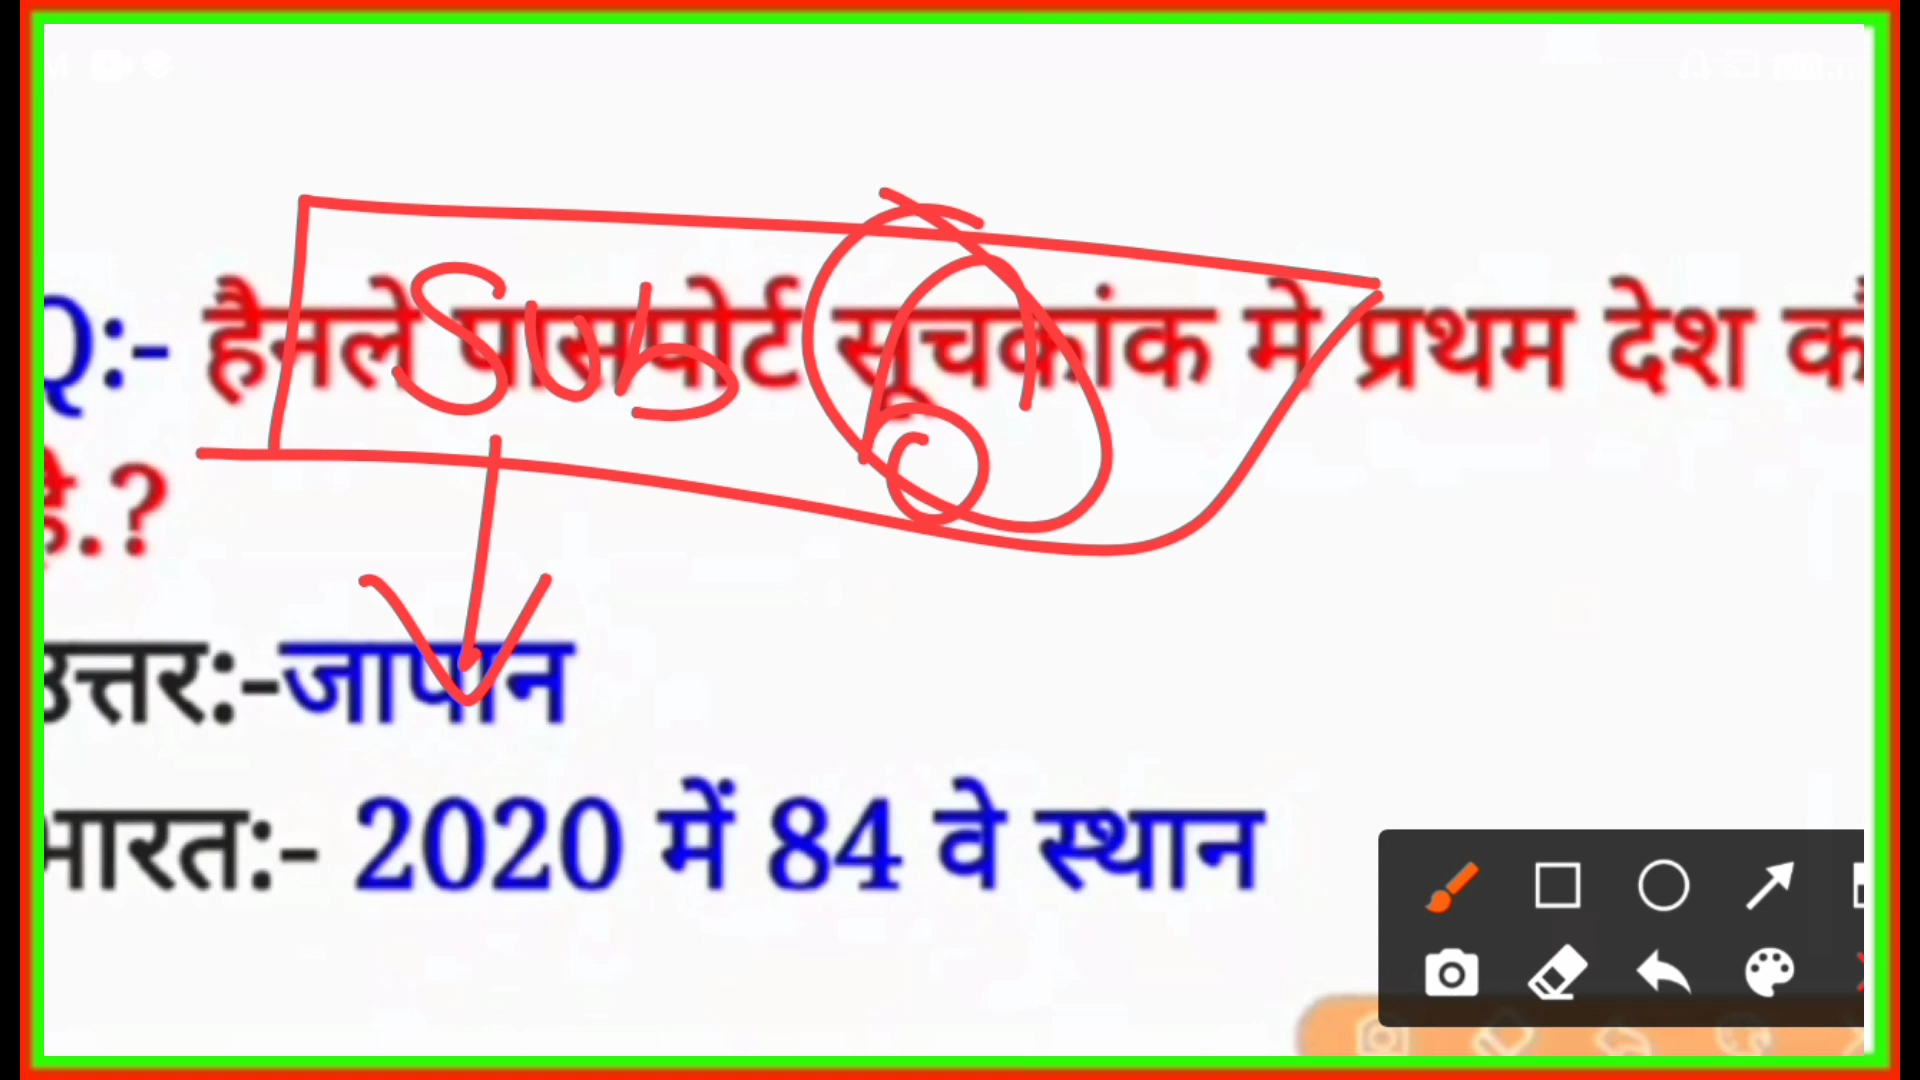 Q:- हैनले पासपोर्ट सूचकांक मे प्रथम देश कौ
है.?
उत्तर:-जापान
भारत:- 2020 में 84 वे स्थान
Sub